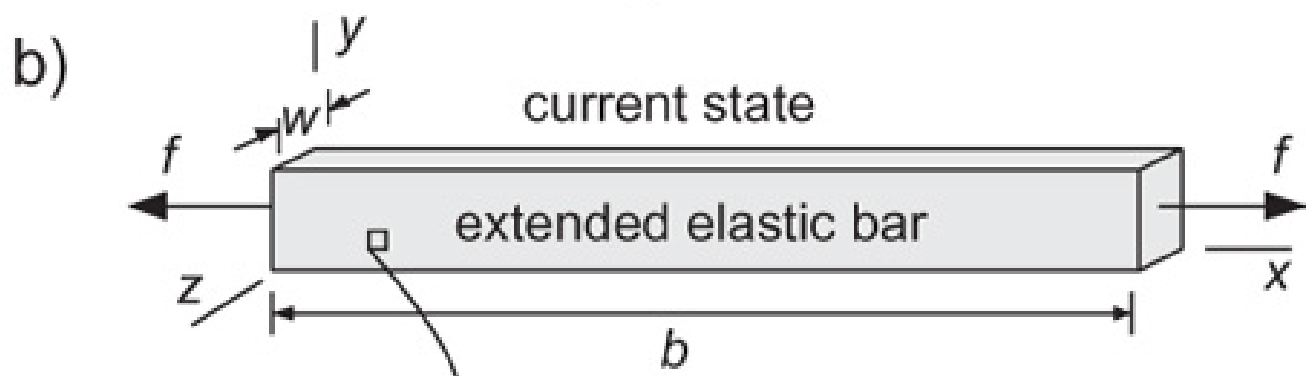 b)
y
w
current state
f
f
extended elastic bar
z
x
b